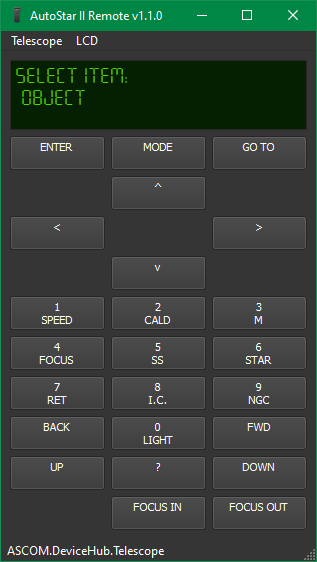 AutoStar II Remote v1.1.0
Telescope LCD
SELECT ITEM:
OBJECT
ENTER MODE GO TO
^
< >
v
1 2 3
SPEED CALD M
4 5 6
FOCUS SS STAR
7 8 9
RET I.C. NGC
BACK 0 FWD
LIGHT
UP ? DOWN
FOCUS IN FOCUS OUT
ASCOM.DeviceHub.Telescope